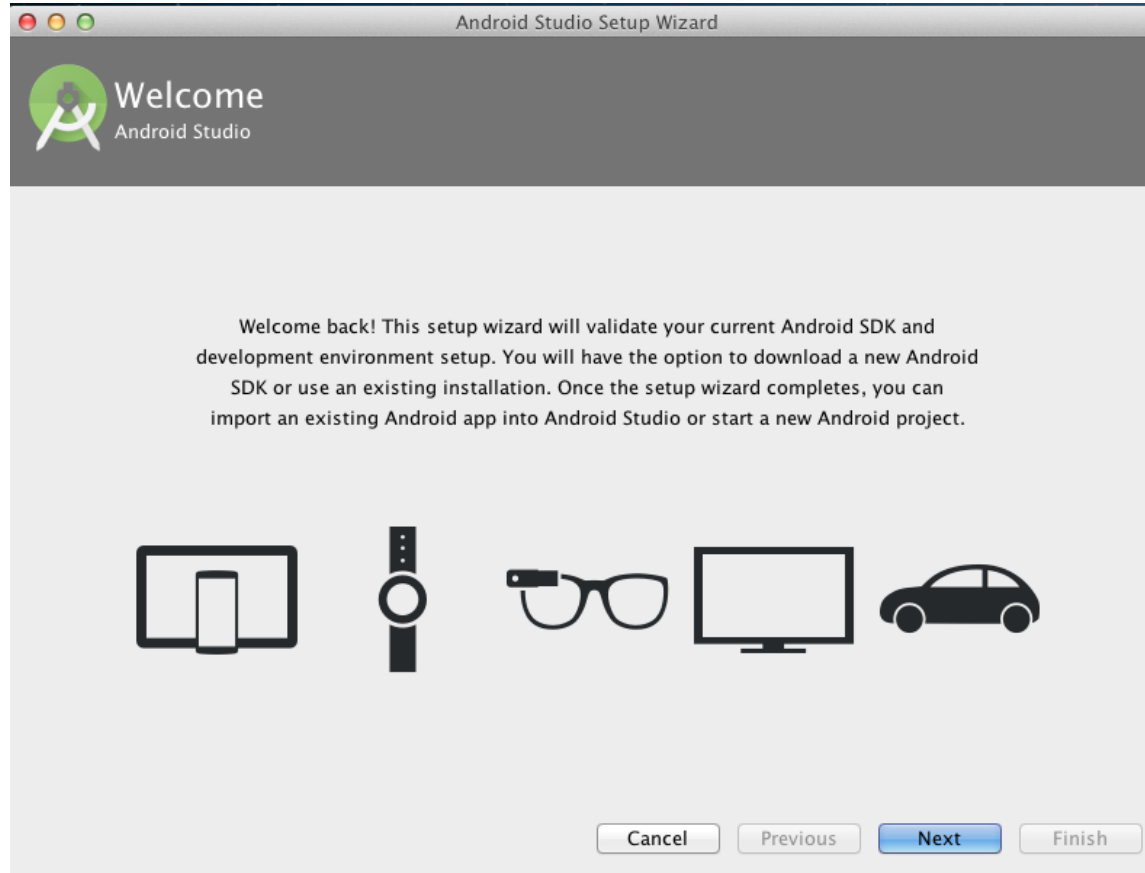 Android Studio Setup Wizard
Welcome
Android Studio
Welcome back! This setup wizard will validate your current Android SDK and
development environment setup. You will have the option to download a new Android
SDK or use an existing installation. Once the setup wizard completes, you can
import an existing Android app into Android Studio or start a new Android project.
Cancel Previous Next Finish